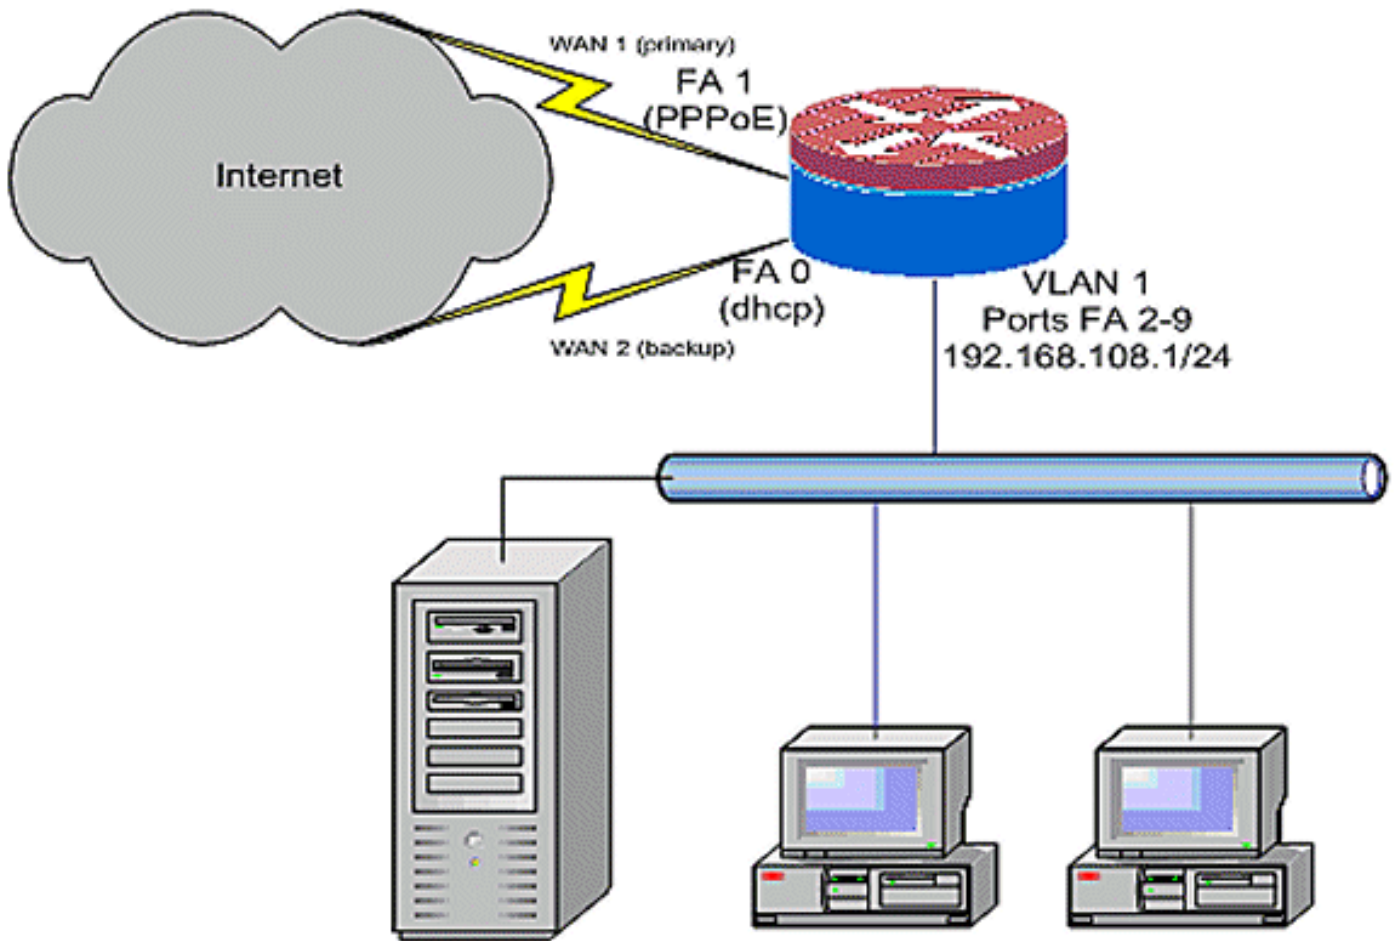 WAN 1 (primary)
FA 1
(PPPoE)
Internet
FA 0
(dhcp)
WAN 2 (backup)
VLAN 1
Ports FA 2-9
192.168.108.1/24